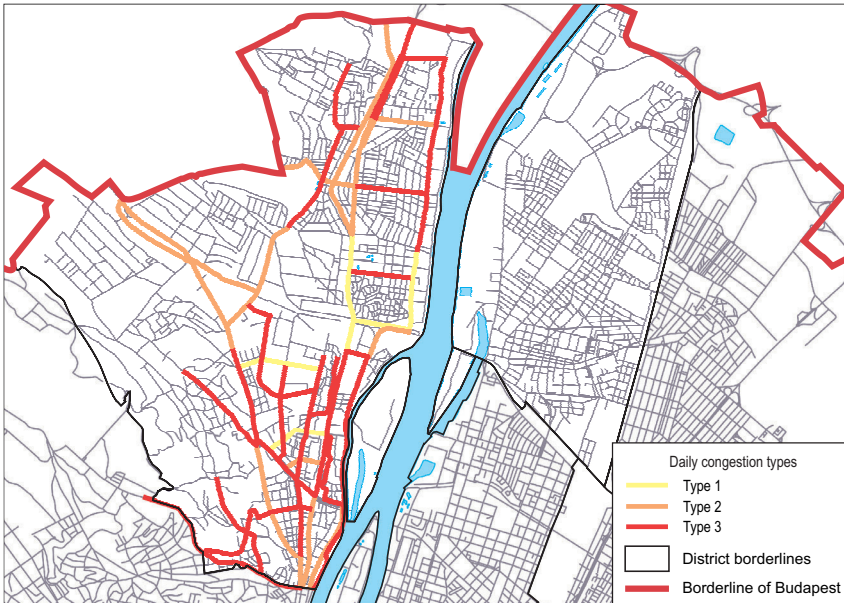 Daily congestion types
Type 1
Type 2
Type 3
District borderlines
Borderline of Budapest